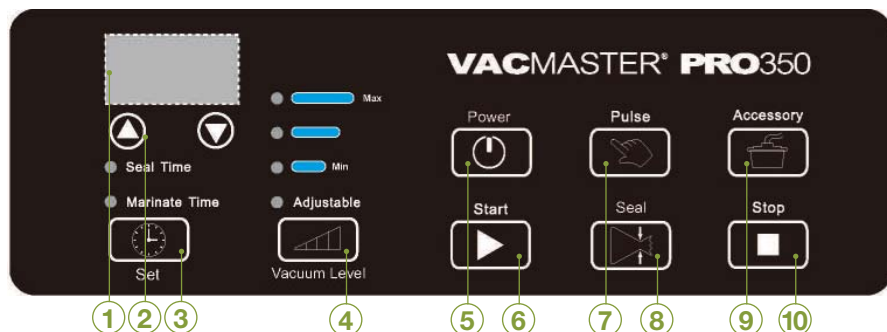 VACMASTER® PRO350
Max
Min
Seal Time
Marinate Time
Adjustable
Set
Vacuum Level
Power
Pulse
Accessory
Start
Seal
Stop
1 2 3 4 5 6 7 8 9 10